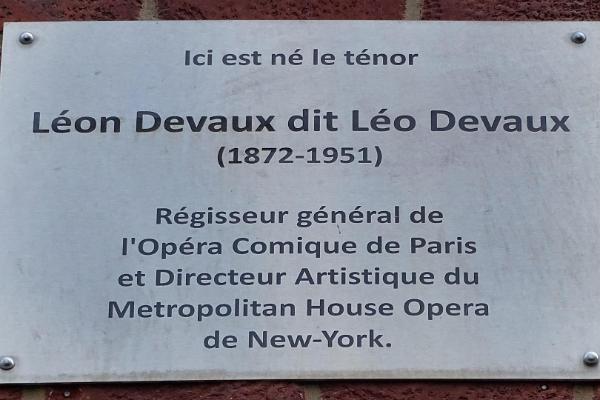 Ici est né le ténor
Léon Devaux dit Léo Devaux
(1872-1951)
Régisseur général de
l'Opéra Comique de Paris
et Directeur Artistique du
Metropolitan House Opera
de New-York.